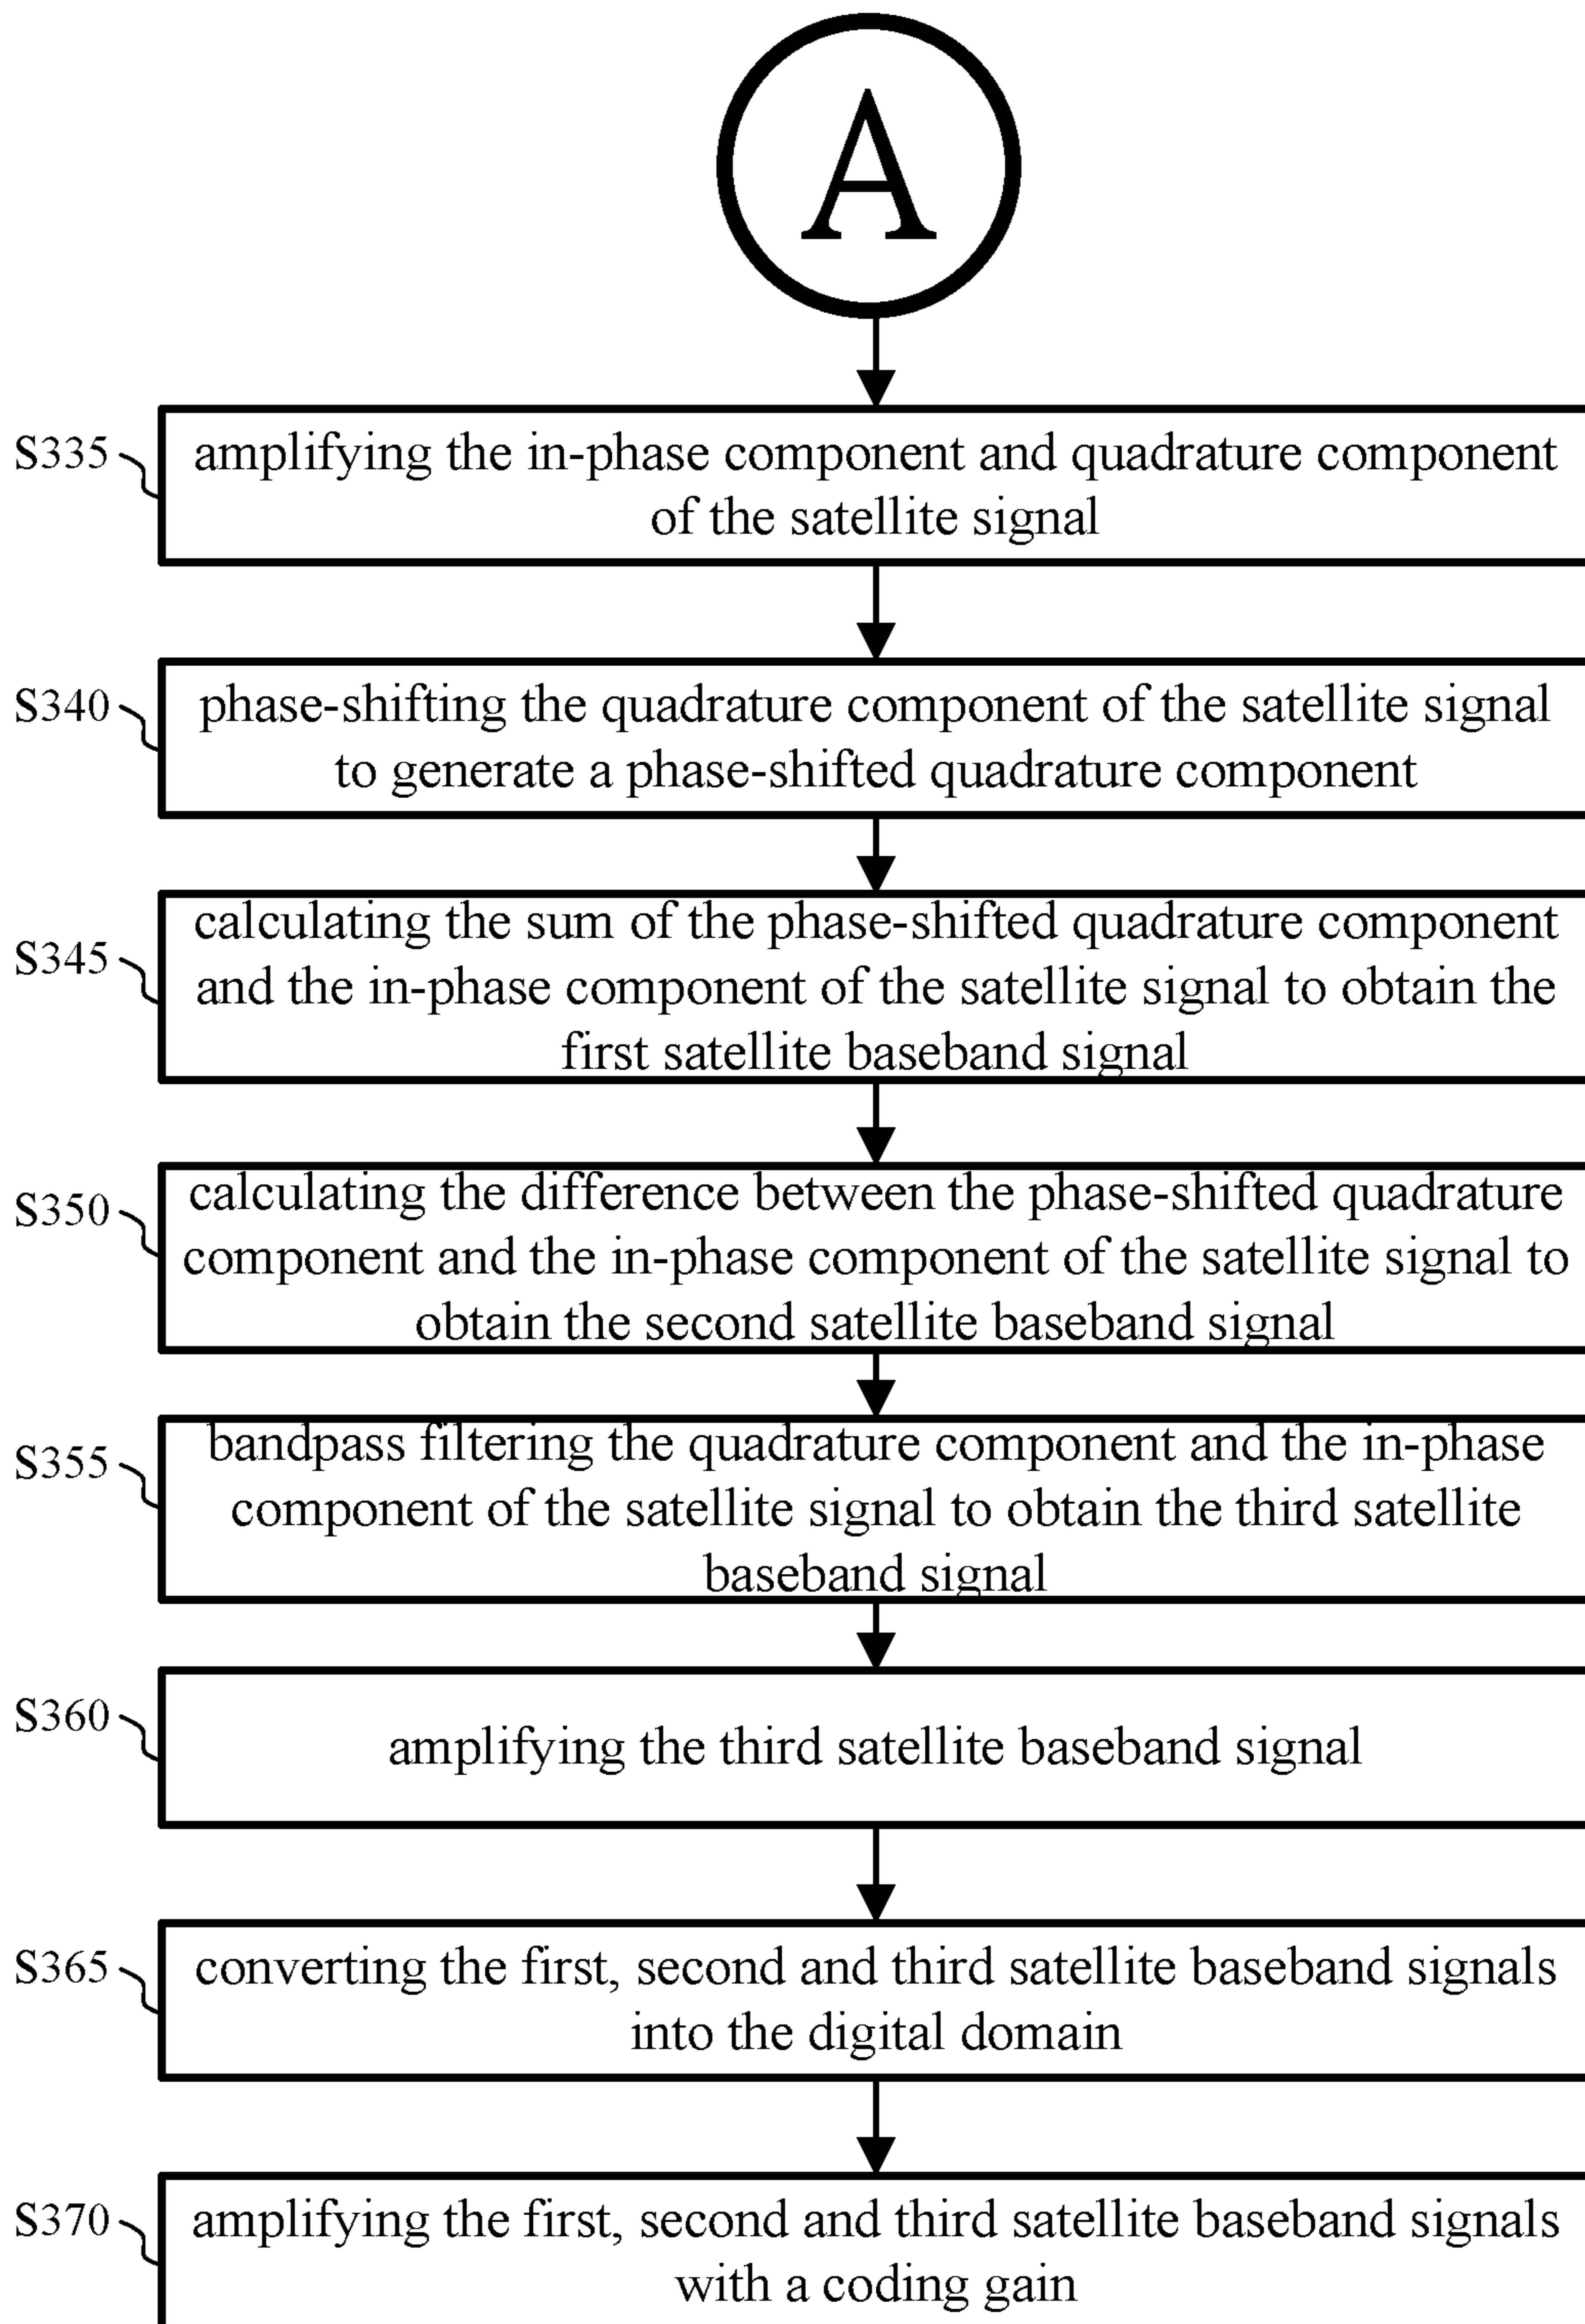 A
S335
amplifying the in-phase component and quadrature component
of the satellite signal
S340
phase-shifting the quadrature component of the satellite signal
to generate a phase-shifted quadrature component
S345
calculating the sum of the phase-shifted quadrature component
and the in-phase component of the satellite signal to obtain the
first satellite baseband signal
S350
calculating the difference between the phase-shifted quadrature
component and the in-phase component of the satellite signal to
obtain the second satellite baseband signal
S355
bandpass filtering the quadrature component and the in-phase
component of the satellite signal to obtain the third satellite
baseband signal
S360
amplifying the third satellite baseband signal
S365
converting the first, second and third satellite baseband signals
into the digital domain
S370
amplifying the first, second and third satellite baseband signals
with a coding gain